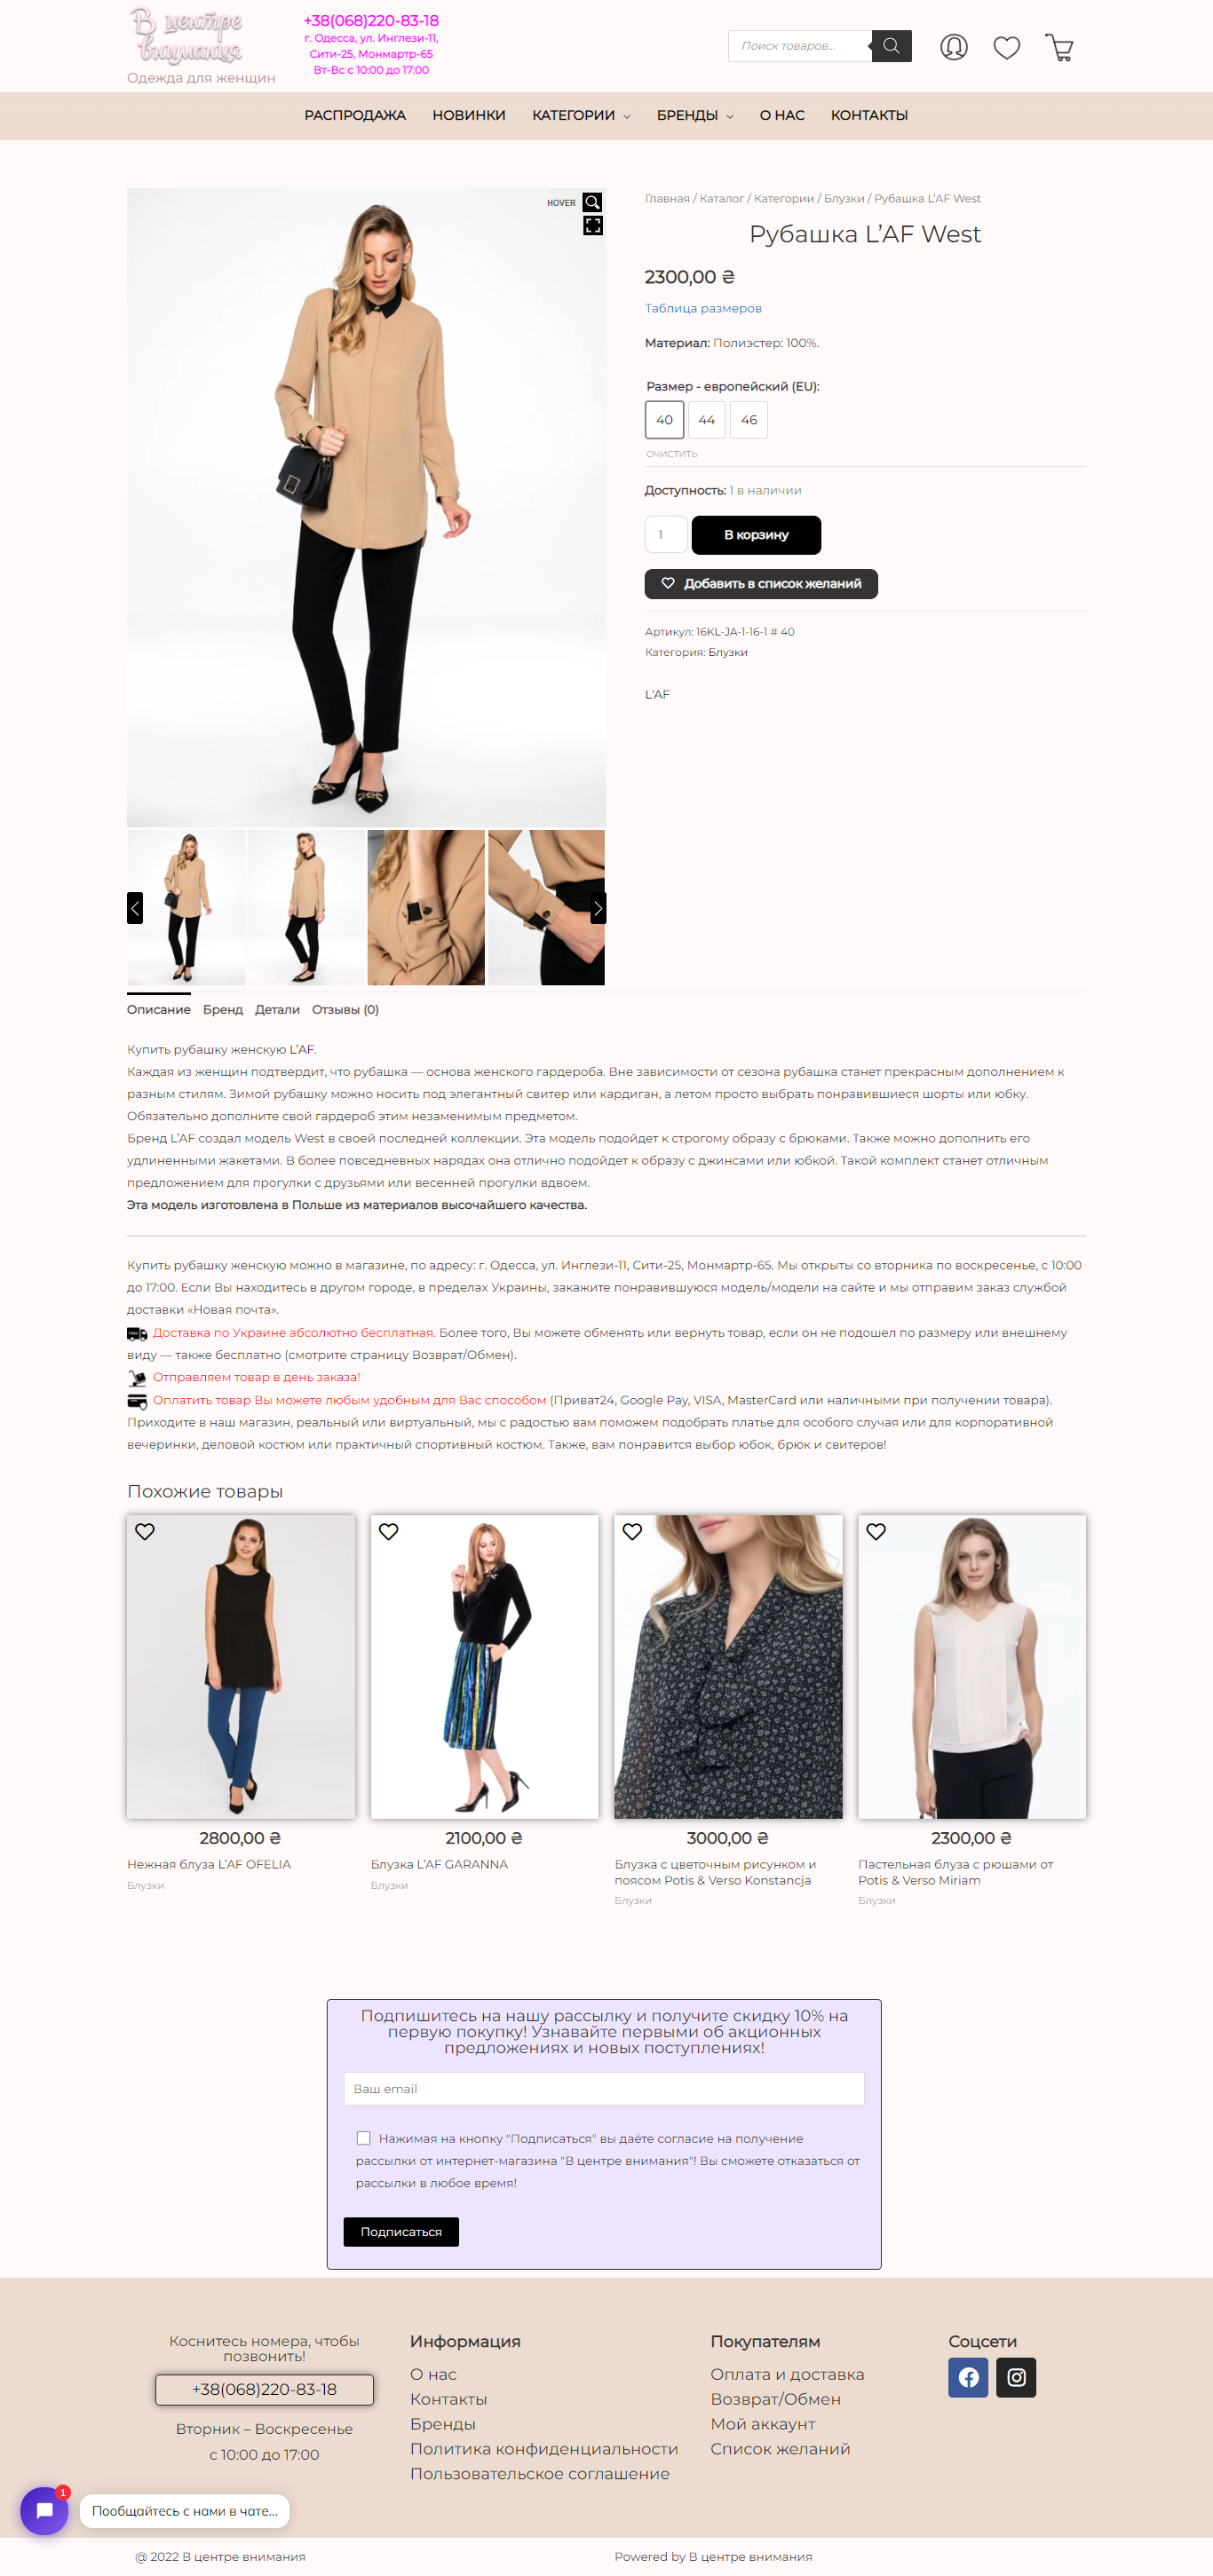 В центре
внимания
Одежда для женщин
+38(068)220-83-18
г. Одесса, ул. Инглези-11,
Сити-25, Монмартр-65
Вт-Вс с 10:00 до 17:00
Поиск товаров...
РАСПРОДАЖА НОВИНКИ КАТЕГОРИИ БРЕНДЫ О НАС КОНТАКТЫ
HOVER
Главная / Каталог / Категории / Блузки / Рубашка L’AF West
Рубашка L’AF West
2300,00 ₴
Таблица размеров
Материал: Полиэстер: 100%.
Размер - европейский (EU):
40 44 46
ОЧИСТИТЬ
Доступность: 1 в наличии
1 В корзину
Добавить в список желаний
Артикул: 16KL-JA-1-16-1 # 40
Категория: Блузки
L'AF
Описание Бренд Детали Отзывы (0)
Купить рубашку женскую L’AF.
Каждая из женщин подтвердит, что рубашка — основа женского гардероба. Вне зависимости от сезона рубашка станет прекрасным дополнением к
разным стилям. Зимой рубашку можно носить под элегантный свитер или кардиган, а летом просто выбрать понравившиеся шорты или юбку.
Обязательно дополните свой гардероб этим незаменимым предметом.
Бренд L’AF создал модель West в своей последней коллекции. Эта модель подойдет к строгому образу с брюками. Также можно дополнить его
удлиненными жакетами. В более повседневных нарядах она отлично подойдет к образу с джинсами или юбкой. Такой комплект станет отличным
предложением для прогулки с друзьями или весенней прогулки вдвоем.
Эта модель изготовлена в Польше из материалов высочайшего качества.
Купить рубашку женскую можно в магазине, по адресу: г. Одесса, ул. Инглези-11, Сити-25, Монмартр-65. Мы открыты со вторника по воскресенье, с 10:00
до 17:00. Если Вы находитесь в другом городе, в пределах Украины, закажите понравившуюся модель/модели на сайте и мы отправим заказ службой
доставки «Новая почта».
Доставка по Украине абсолютно бесплатная. Более того, Вы можете обменять или вернуть товар, если он не подошел по размеру или внешнему
виду — также бесплатно (смотрите страницу Возврат/Обмен).
Отправляем товар в день заказа!
Оплатить товар Вы можете любым удобным для Вас способом (Приват24, Google Pay, VISA, MasterCard или наличными при получении товара).
Приходите в наш магазин, реальный или виртуальный, мы с радостью вам поможем подобрать платье для особого случая или для корпоративной
вечеринки, деловой костюм или практичный спортивный костюм. Также, вам понравится выбор юбок, брюк и свитеров!
Похожие товары
2800,00 ₴ 2100,00 ₴ 3000,00 ₴ 2300,00 ₴
Нежная блуза L’AF OFELIA
Блузки
Блузка L’AF GARANNA
Блузки
Блузка с цветочным рисунком и
поясом Potis & Verso Konstancja
Блузки
Пастельная блуза с рюшами от
Potis & Verso Miriam
Блузки
Подпишитесь на нашу рассылку и получите скидку 10% на
первую покупку! Узнавайте первыми об акционных
предложениях и новых поступлениях!
Ваш email
Нажимая на кнопку "Подписаться" вы даёте согласие на получение
рассылки от интернет-магазина "В центре внимания"! Вы сможете отказаться от
рассылки в любое время!
Подписаться
Коснитесь номера, чтобы
позвонить!
+38(068)220-83-18
Вторник – Воскресенье
с 10:00 до 17:00
Информация
О нас
Контакты
Бренды
Политика конфиденциальности
Пользовательское соглашение
Покупателям
Оплата и доставка
Возврат/Обмен
Мой аккаунт
Список желаний
Соцсети
1
Пообщайтесь с нами в чате...
@ 2022 В центре внимания
Powered by В центре внимания